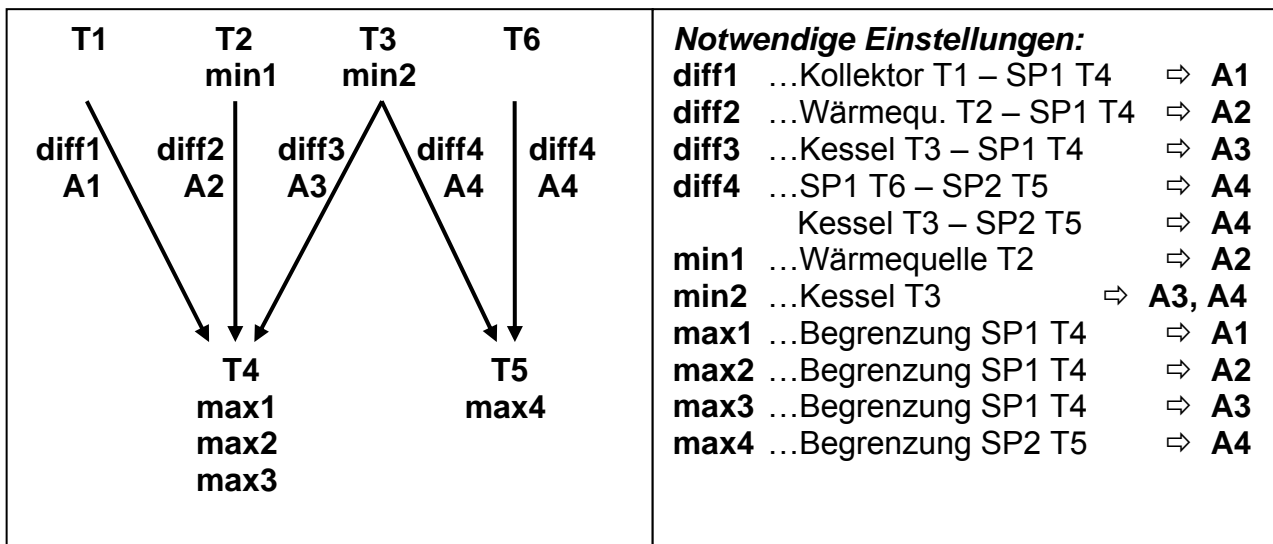 T1 T2 T3 T6
min1 min2
diff1 diff2 diff3 diff4 diff4
A1 A2 A3 A4 A4
T4 T5
max1 max4
max2
max3
Notwendige Einstellungen:
diff1 …Kollektor T1 – SP1 T4 ⇨ A1
diff2 …Wärmequ. T2 – SP1 T4 ⇨ A2
diff3 …Kessel T3 – SP1 T4 ⇨ A3
diff4 …SP1 T6 – SP2 T5 ⇨ A4
Kessel T3 – SP2 T5 ⇨ A4
min1 …Wärmequelle T2 ⇨ A2
min2 …Kessel T3 ⇨ A3, A4
max1 …Begrenzung SP1 T4 ⇨ A1
max2 …Begrenzung SP1 T4 ⇨ A2
max3 …Begrenzung SP1 T4 ⇨ A3
max4 …Begrenzung SP2 T5 ⇨ A4